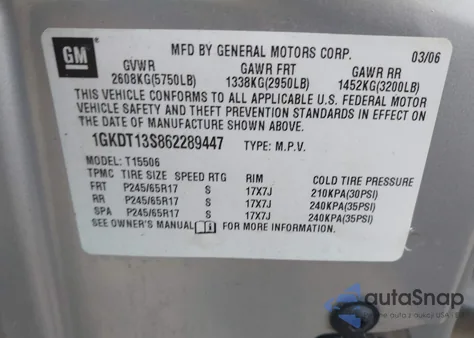 GM
MFD BY GENERAL MOTORS CORP. 03/06
GVWR GAWR FRT GAWR RR
2608KG(5750LB) 1338KG(2950LB) 1452KG(3200LB)
THIS VEHICLE CONFORMS TO ALL APPLICABLE U.S. FEDERAL MOTOR
VEHICLE SAFETY AND THEFT PREVENTION STANDARDS IN EFFECT ON
THE DATE OF MANUFACTURE SHOWN ABOVE.
1GKDT13S862289447 TYPE: M.P.V.
MODEL: T15506
TPMC TIRE SIZE SPEED RTG RIM COLD TIRE PRESSURE
FRT P245/65R17 S 17X7J 210KPA(30PSI)
RR P245/65R17 S 17X7J 240KPA(35PSI)
SPA P245/65R17 S 17X7J 240KPA(35PSI)
SEE OWNER'S MANUAL FOR MORE INFORMATION.
autoSnap